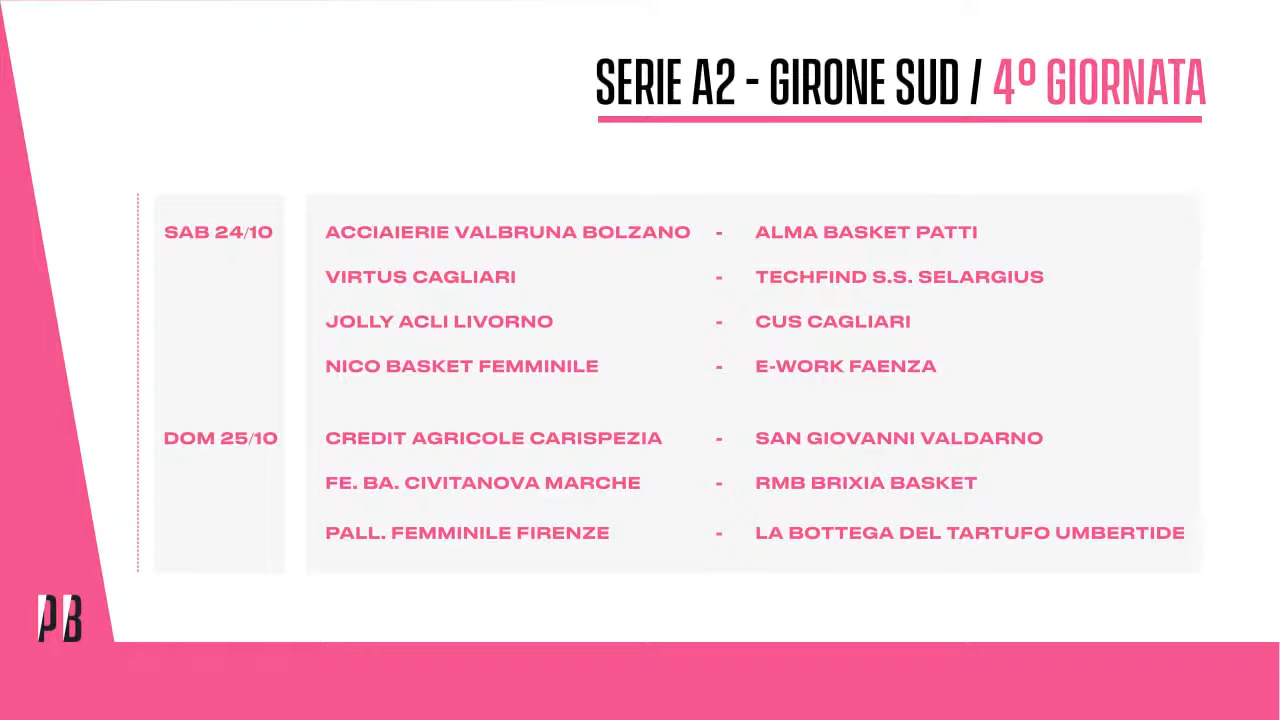 SERIE A2 - GIRONE SUD / 4º GIORNATA
SAB 24/10 ACCIAIERIE VALBRUNA BOLZANO - ALMA BASKET PATTI
VIRTUS CAGLIARI - TECHFIND S.S. SELARGIUS
JOLLY ACLI LIVORNO - CUS CAGLIARI
NICO BASKET FEMMINILE - E-WORK FAENZA
DOM 25/10 CREDIT AGRICOLE CARISPEZIA - SAN GIOVANNI VALDARNO
FE. BA. CIVITANOVA MARCHE - RMB BRIXIA BASKET
PALL. FEMMINILE FIRENZE - LA BOTTEGA DEL TARTUFO UMBERTIDE
PB